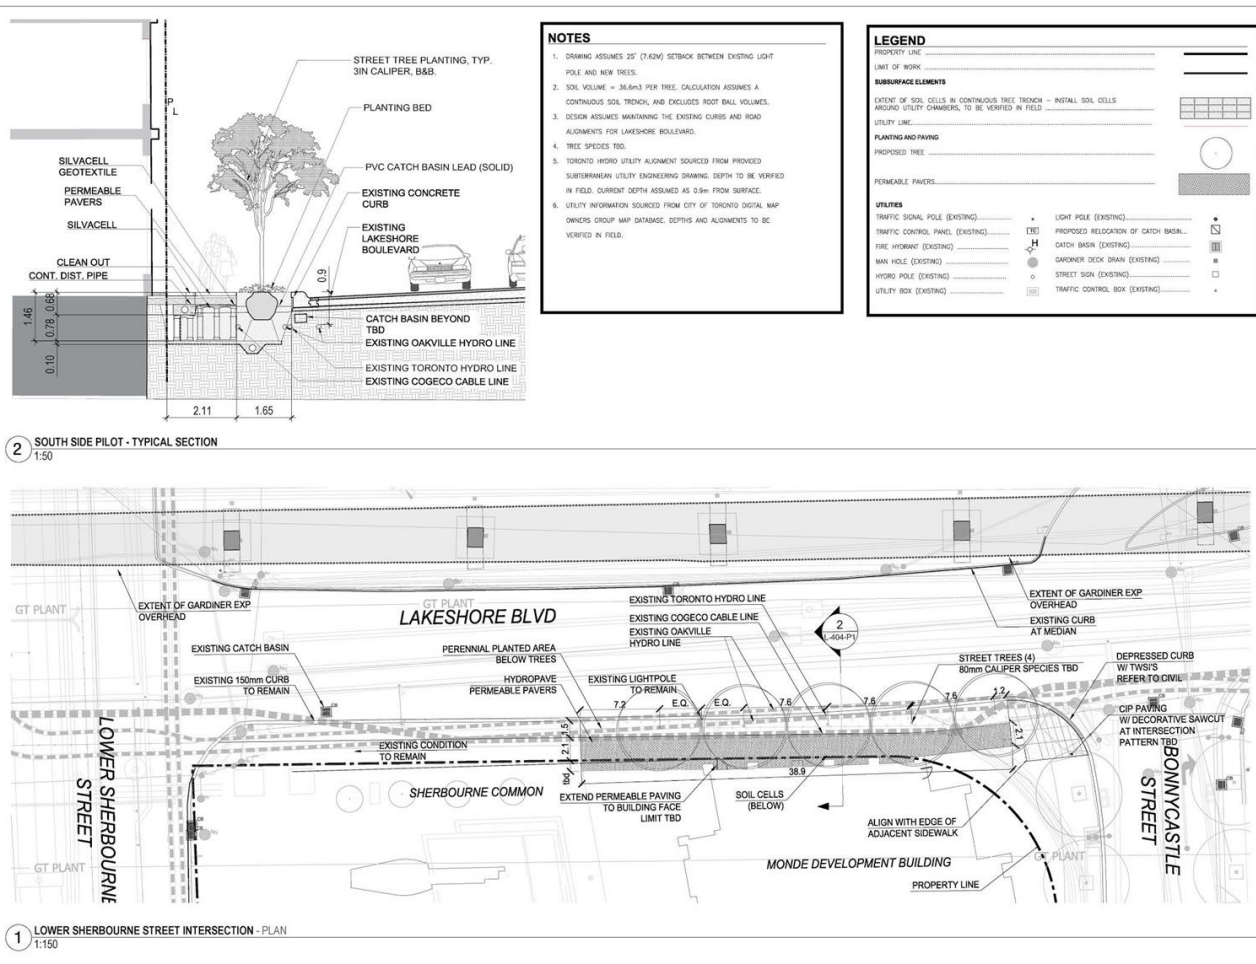 STREET TREE PLANTING, TYP.
3IN CALIPER, B&B.
P
L
PLANTING BED
SILVACELL
GEOTEXTILE
PVC CATCH BASIN LEAD (SOLID)
PERMEABLE
PAVERS
EXISTING CONCRETE
CURB
SILVACELL
EXISTING
LAKESHORE
BOULEVARD
CLEAN OUT
CONT. DIST. PIPE
0.9
1.46
0.68
0.78
0.10
CATCH BASIN BEYOND
TBD
EXISTING OAKVILLE HYDRO LINE
EXISTING TORONTO HYDRO LINE
EXISTING COGECO CABLE LINE
2.11
1.65
2
SOUTH SIDE PILOT - TYPICAL SECTION
1:50
NOTES
1. DRAWING ASSUMES 25' (7.62M) SETBACK BETWEEN EXISTING LIGHT
POLE AND NEW TREES.
2. SOIL VOLUME = 36.6m3 PER TREE. CALCULATION ASSUMES A
CONTINUOUS SOIL TRENCH, AND EXCLUDES ROOT BALL VOLUMES.
3. DESIGN ASSUMES MAINTAINING THE EXISTING CURBS AND ROAD
ALIGNMENTS FOR LAKESHORE BOULEVARD.
4. TREE SPECIES TBD.
5. TORONTO HYDRO UTILITY ALIGNMENT SOURCED FROM PROVIDED
SUBTERRANEAN UTILITY ENGINEERING DRAWING. DEPTH TO BE VERIFIED
IN FIELD. CURRENT DEPTH ASSUMED AS 0.9m FROM SURFACE.
6. UTILITY INFORMATION SOURCED FROM CITY OF TORONTO DIGITAL MAP
OWNERS GROUP MAP DATABASE. DEPTHS AND ALIGNMENTS TO BE
VERIFIED IN FIELD.
LEGEND
PROPERTY LINE
LIMIT OF WORK
SUBSURFACE ELEMENTS
EXTENT OF SOIL CELLS IN CONTINUOUS TREE TRENCH - INSTALL SOIL CELLS
AROUND UTILITY CHAMBERS, TO BE VERIFIED IN FIELD
UTILITY LINE
PLANTING AND PAVING
PROPOSED TREE
PERMEABLE PAVERS
UTILITIES
TRAFFIC SIGNAL POLE (EXISTING)
TRAFFIC CONTROL PANEL (EXISTING)
FIRE HYDRANT (EXISTING)
H
MAN HOLE (EXISTING)
HYDRO POLE (EXISTING)
UTILITY BOX (EXISTING)
LIGHT POLE (EXISTING)
PROPOSED RELOCATION OF CATCH BASIN
CATCH BASIN (EXISTING)
GARDINER DECK DRAIN (EXISTING)
STREET SIGN (EXISTING)
TRAFFIC CONTROL BOX (EXISTING)
EXTENT OF GARDINER EXP
OVERHEAD
GT PLANT
GT PLANT
LAKESHORE BLVD
EXISTING TORONTO HYDRO LINE
EXISTING COGECO CABLE LINE
EXISTING OAKVILLE
HYDRO LINE
2
L-404-P1
EXTENT OF GARDINER EXP
OVERHEAD
EXISTING CURB
AT MEDIAN
EXISTING CATCH BASIN
PERENNIAL PLANTED AREA
BELOW TREES
STREET TREES (4)
80mm CALIPER SPECIES TBD
DEPRESSED CURB
W/ TWSI'S
REFER TO CIVIL
EXISTING 150mm CURB
TO REMAIN
HYDROPAVE
PERMEABLE PAVERS
EXISTING LIGHTPOLE
TO REMAIN
7.2
E.Q.
E.Q.
7.6
7.6
7.6
1.2
CIP PAVING
W/ DECORATIVE SAWCUT
AT INTERSECTION
PATTERN TBD
1.5
2.1
tbd
2.1
EXISTING CONDITION
TO REMAIN
38.9
SHERBOURNE COMMON
EXTEND PERMEABLE PAVING
TO BUILDING FACE
LIMIT TBD
SOIL CELLS
(BELOW)
ALIGN WITH EDGE OF
ADJACENT SIDEWALK
LOWER SHERBOURNE
STREET
BONNYCASTLE
STREET
GT PLANT
MONDE DEVELOPMENT BUILDING
GT PLANT
PROPERTY LINE
1
LOWER SHERBOURNE STREET INTERSECTION - PLAN
1:150